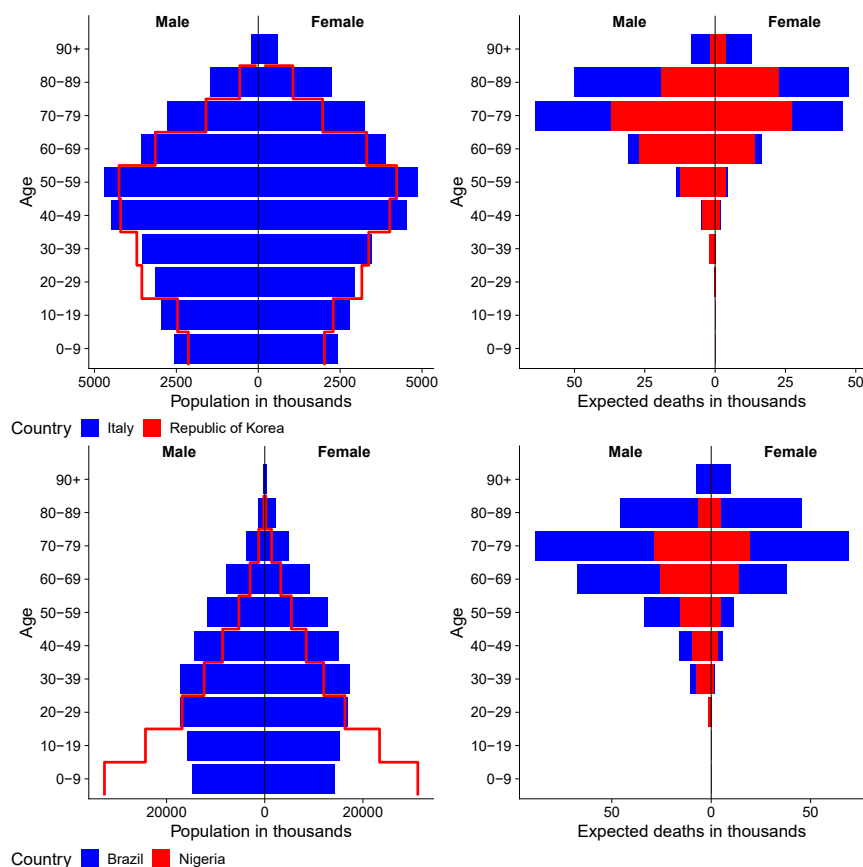 Male Female
90+
80−89
70−79
60−69
50−59
40−49
30−39
20−29
10−19
0−9
Age
5000 2500 0 2500 5000
Population in thousands
Male Female
90+
80−89
70−79
60−69
50−59
40−49
30−39
20−29
10−19
0−9
Age
50 25 0 25 50
Expected deaths in thousands
Country Italy Republic of Korea
Male Female
90+
80−89
70−79
60−69
50−59
40−49
30−39
20−29
10−19
0−9
Age
20000 0 20000
Population in thousands
Male Female
90+
80−89
70−79
60−69
50−59
40−49
30−39
20−29
10−19
0−9
Age
50 0 50
Expected deaths in thousands
Country Brazil Nigeria